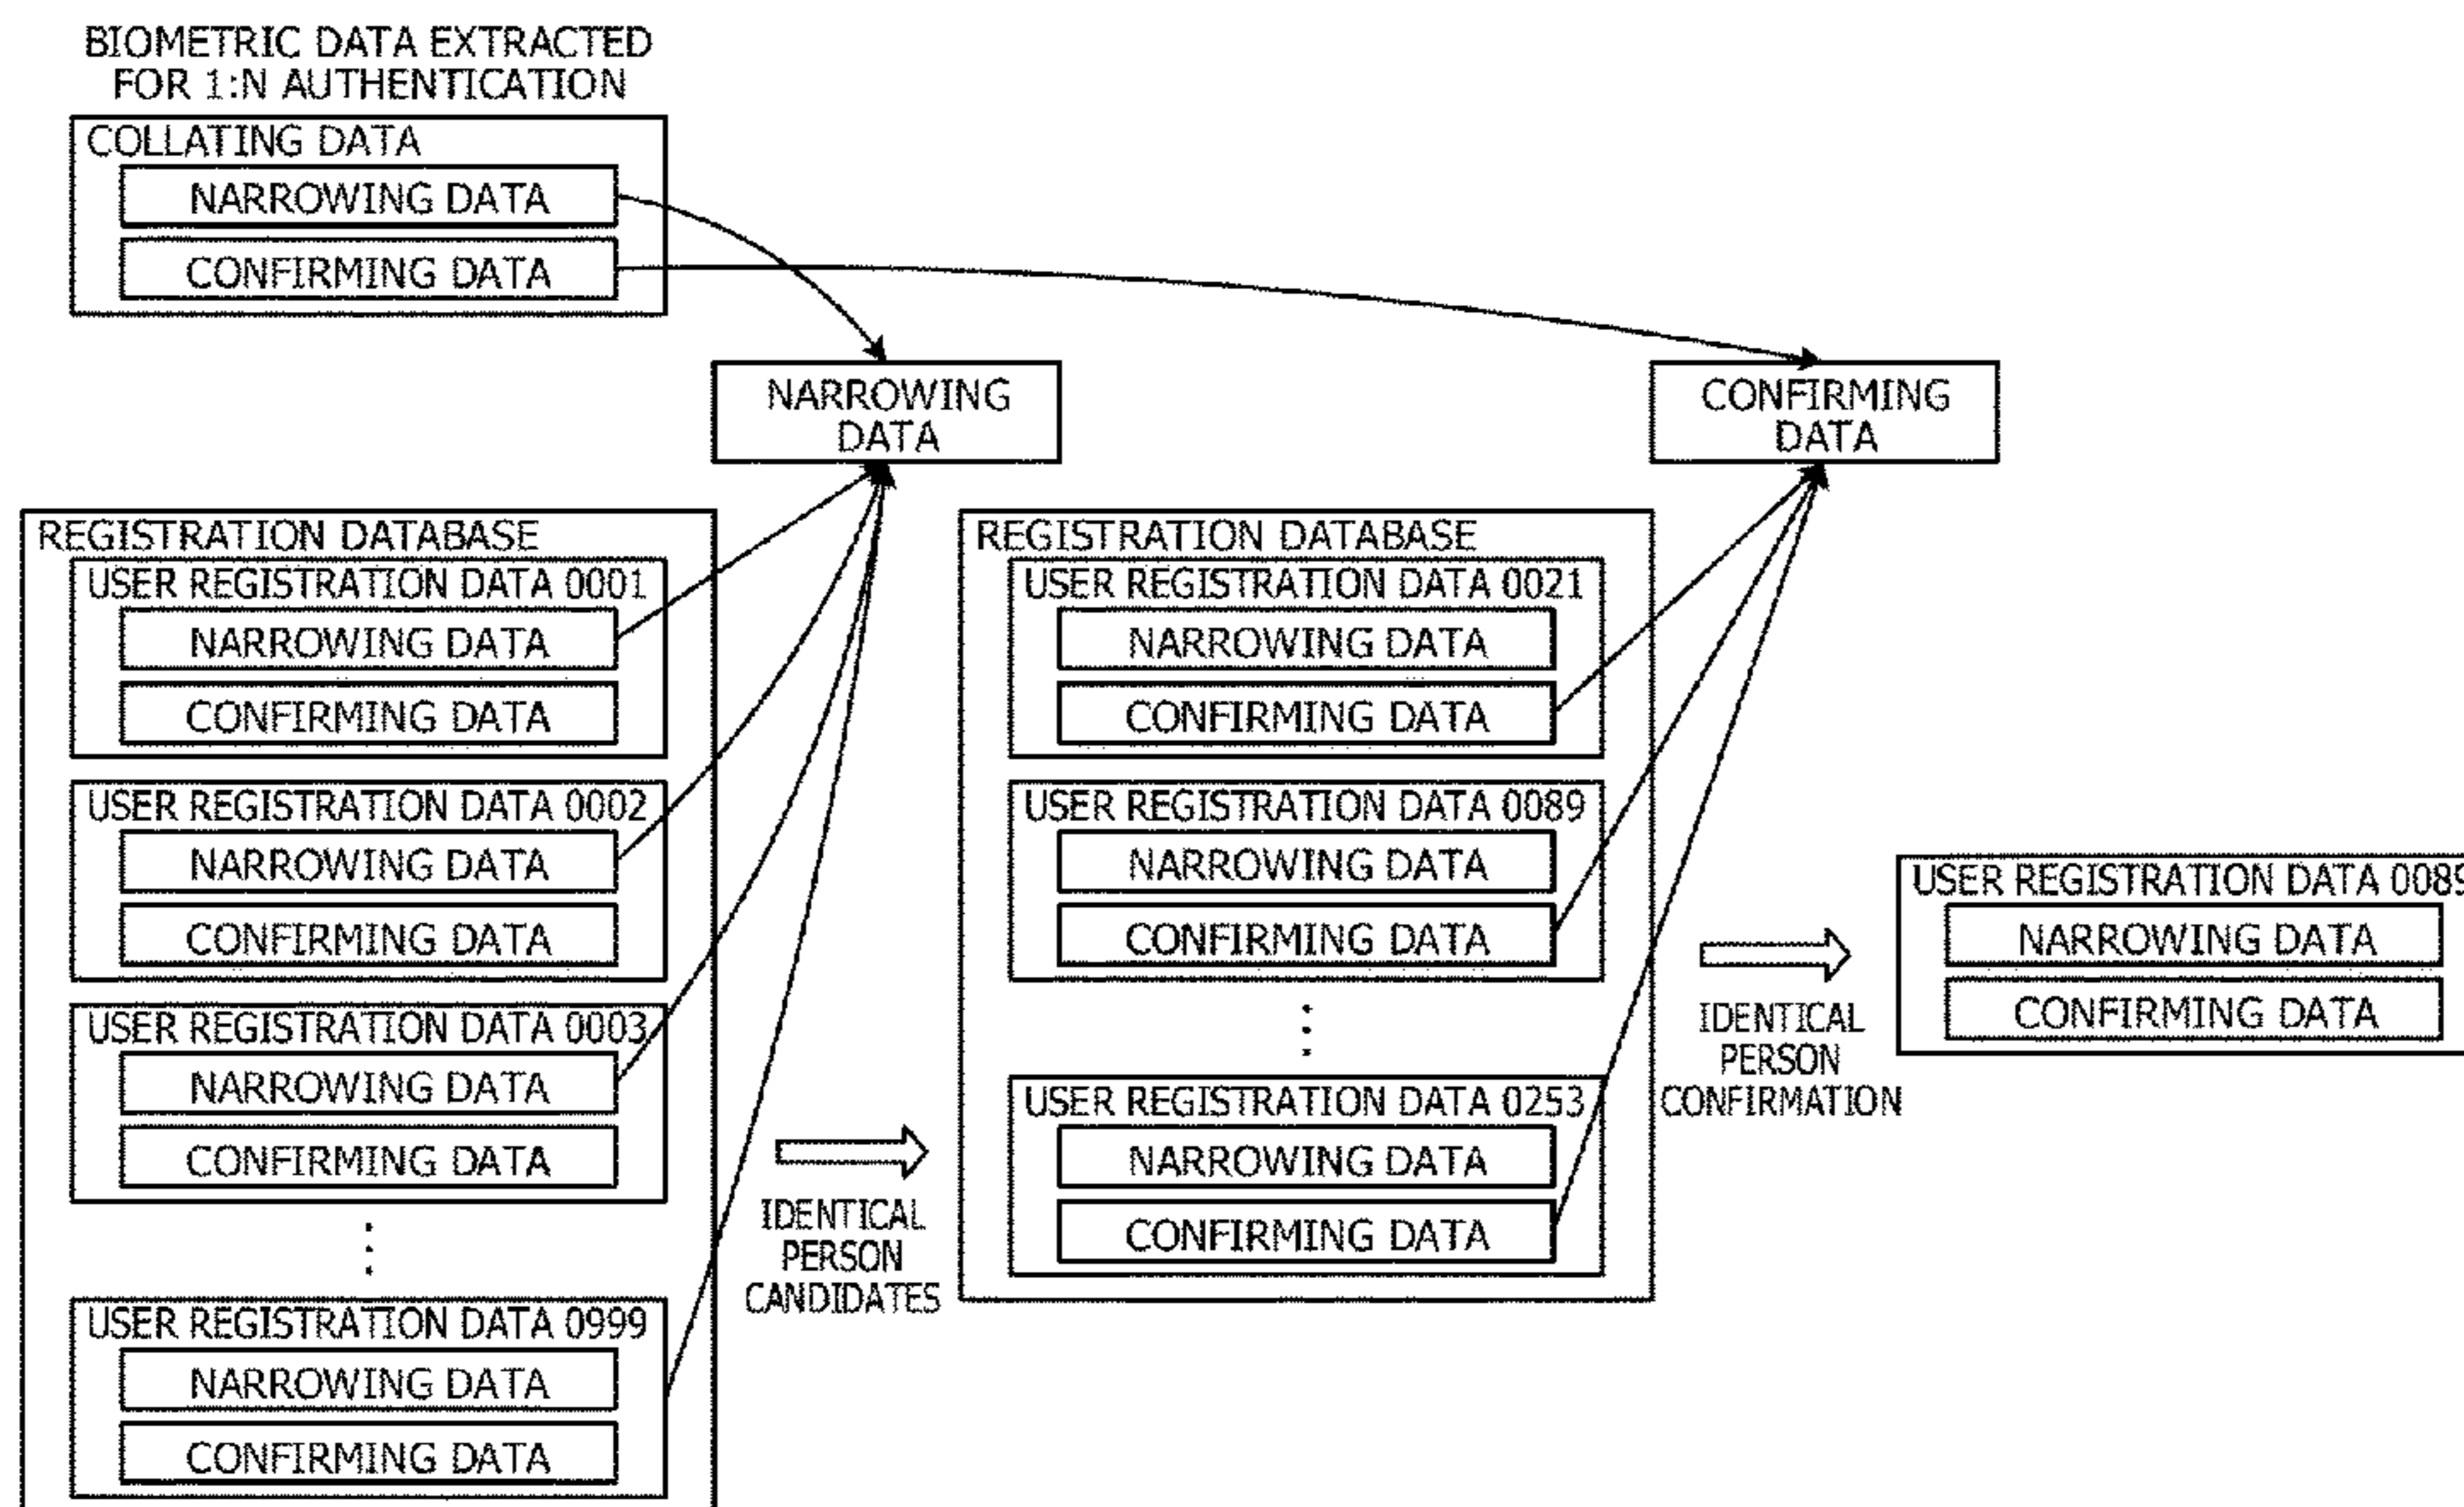 BIOMETRIC DATA EXTRACTED
FOR 1:N AUTHENTICATION
COLLATING DATA
NARROWING DATA
CONFIRMING DATA
NARROWING
DATA
CONFIRMING
DATA
REGISTRATION DATABASE
USER REGISTRATION DATA 0001
NARROWING DATA
CONFIRMING DATA
USER REGISTRATION DATA 0002
NARROWING DATA
CONFIRMING DATA
USER REGISTRATION DATA 0003
NARROWING DATA
CONFIRMING DATA
USER REGISTRATION DATA 0999
NARROWING DATA
CONFIRMING DATA
IDENTICAL
PERSON
CANDIDATES
REGISTRATION DATABASE
USER REGISTRATION DATA 0021
NARROWING DATA
CONFIRMING DATA
USER REGISTRATION DATA 0089
NARROWING DATA
CONFIRMING DATA
USER REGISTRATION DATA 0253
NARROWING DATA
CONFIRMING DATA
IDENTICAL
PERSON
CONFIRMATION
USER REGISTRATION DATA 0089
NARROWING DATA
CONFIRMING DATA